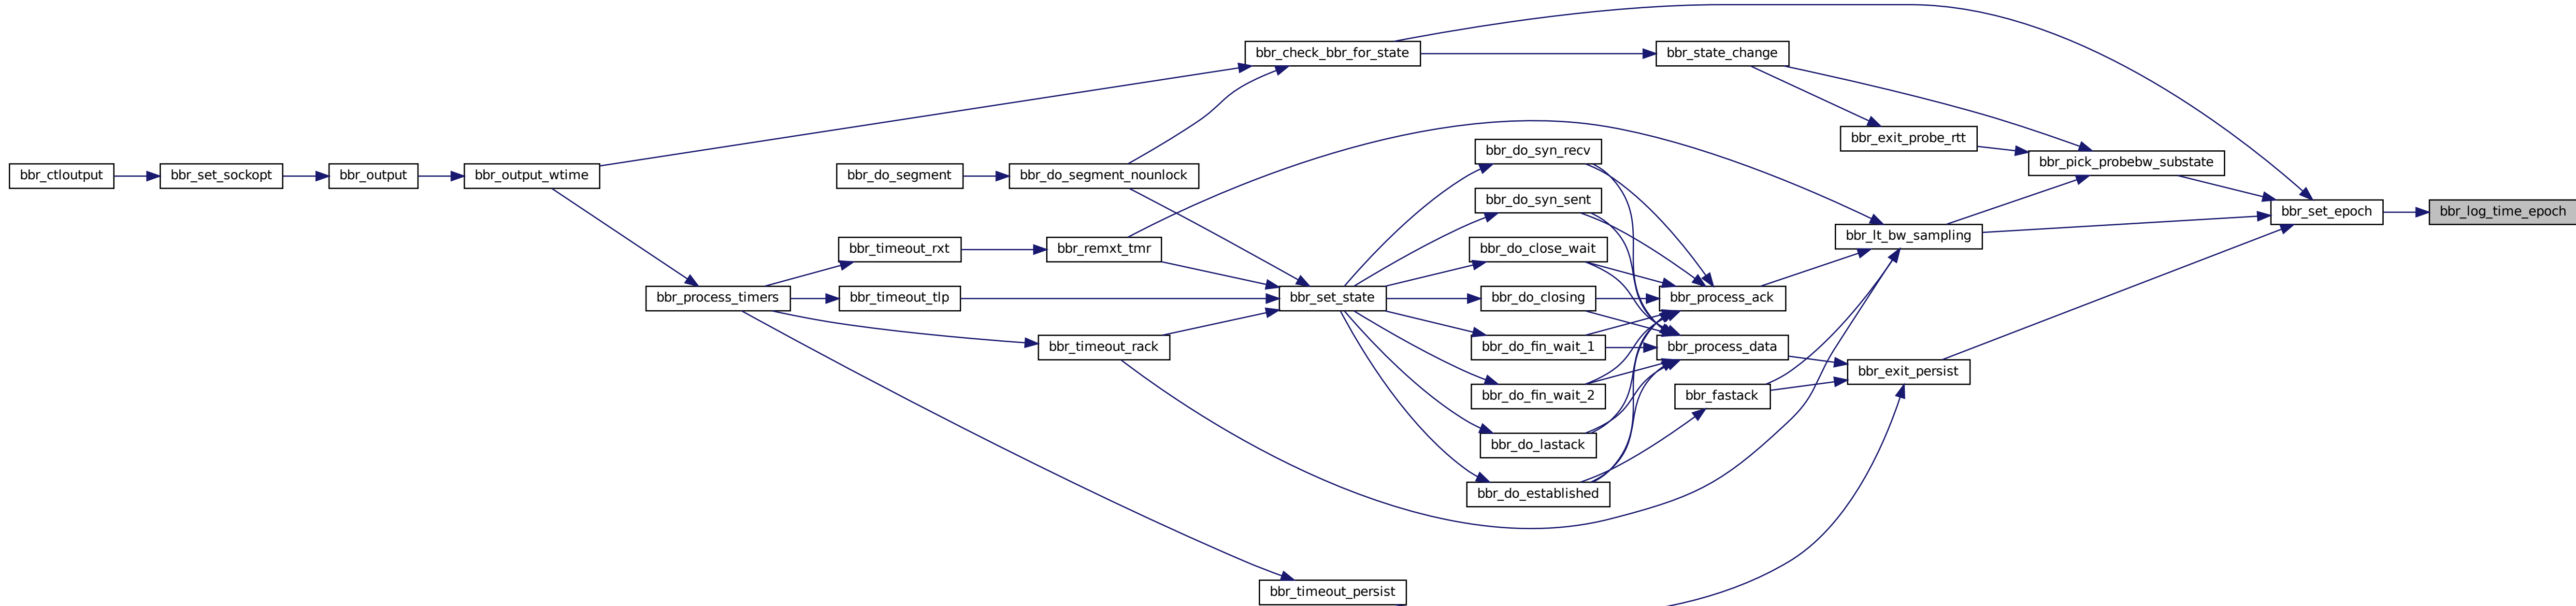 bbr_check_bbr_for_state
bbr_state_change
bbr_exit_probe_rtt
bbr_do_syn_recv
bbr_pick_probebw_substate
bbr_ctloutput
bbr_set_sockopt
bbr_output
bbr_output_wtime
bbr_do_segment
bbr_do_segment_nounlock
bbr_do_syn_sent
bbr_set_epoch
bbr_log_time_epoch
bbr_lt_bw_sampling
bbr_timeout_rxt
bbr_remxt_tmr
bbr_do_close_wait
bbr_process_timers
bbr_timeout_tlp
bbr_set_state
bbr_do_closing
bbr_process_ack
bbr_timeout_rack
bbr_do_fin_wait_1
bbr_process_data
bbr_exit_persist
bbr_do_fin_wait_2
bbr_fastack
bbr_do_lastack
bbr_do_established
bbr_timeout_persist